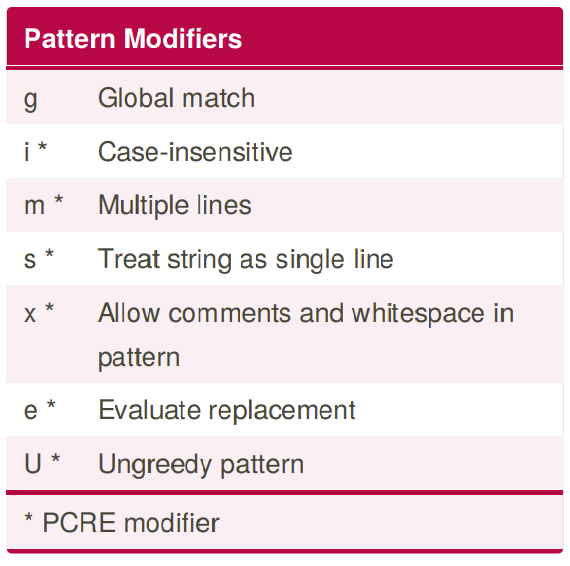 Pattern Modifiers
g Global match
i * Case-insensitive
m * Multiple lines
s * Treat string as single line
x * Allow comments and whitespace in
pattern
e * Evaluate replacement
U * Ungreedy pattern
* PCRE modifier